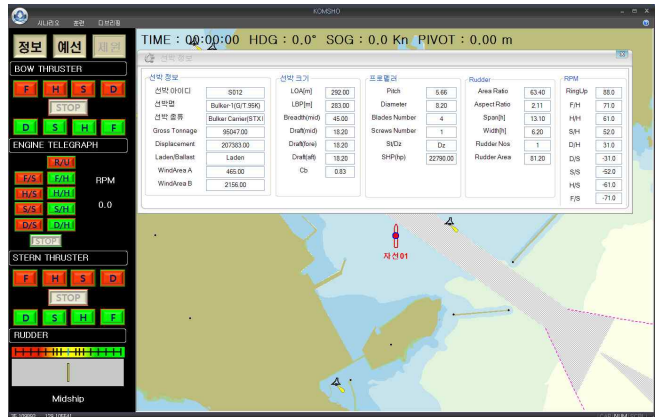 KOMSHO
시나리오 훈련 디브리핑
TIME : 00:00:00 HDG : 0.0° SOG : 0.0 Kn PIVOT : 0.00 m
정보 예선 제원
선박 정보
BOW THRUSTER
F H S D
STOP
D S H F
ENGINE TELEGRAPH
R/U
F/S F/H
H/S H/H
S/S S/H
D/S D/H
STOP
RPM
0.0
STERN THRUSTER
F H S D
STOP
D S H F
RUDDER
Midship
선박 정보
선박 아이디 S012
선박명 Bulker-1(G/T.95K)
선박 종류 Bulker Carrier(STX I
Gross Tonnage 95047.00
Displacement 207383.00
Laden/Ballast Laden
WindArea A 465.00
WindArea B 2156.00
선박 크기
LOA[m] 292.00
LBP[m] 283.00
Breadth(mid) 45.00
Draft(mid) 18.20
Draft(fore) 18.20
Draft(aft) 18.20
Cb 0.83
프로펠러
Pitch 5.66
Diameter 8.20
Blades Number 4
Screws Number 1
St/Dz Dz
SHP(hp) 22790.00
Rudder
Area Ratio 63.40
Aspect Ratio 2.11
Span[h] 13.10
Width[h] 6.20
Rudder Nos 1
Rudder Area 81.20
RPM
RingUp 88.0
F/H 71.0
H/H 61.0
S/H 52.0
D/H 31.0
D/S -31.0
S/S -52.0
H/S -61.0
F/S -71.0
자선01